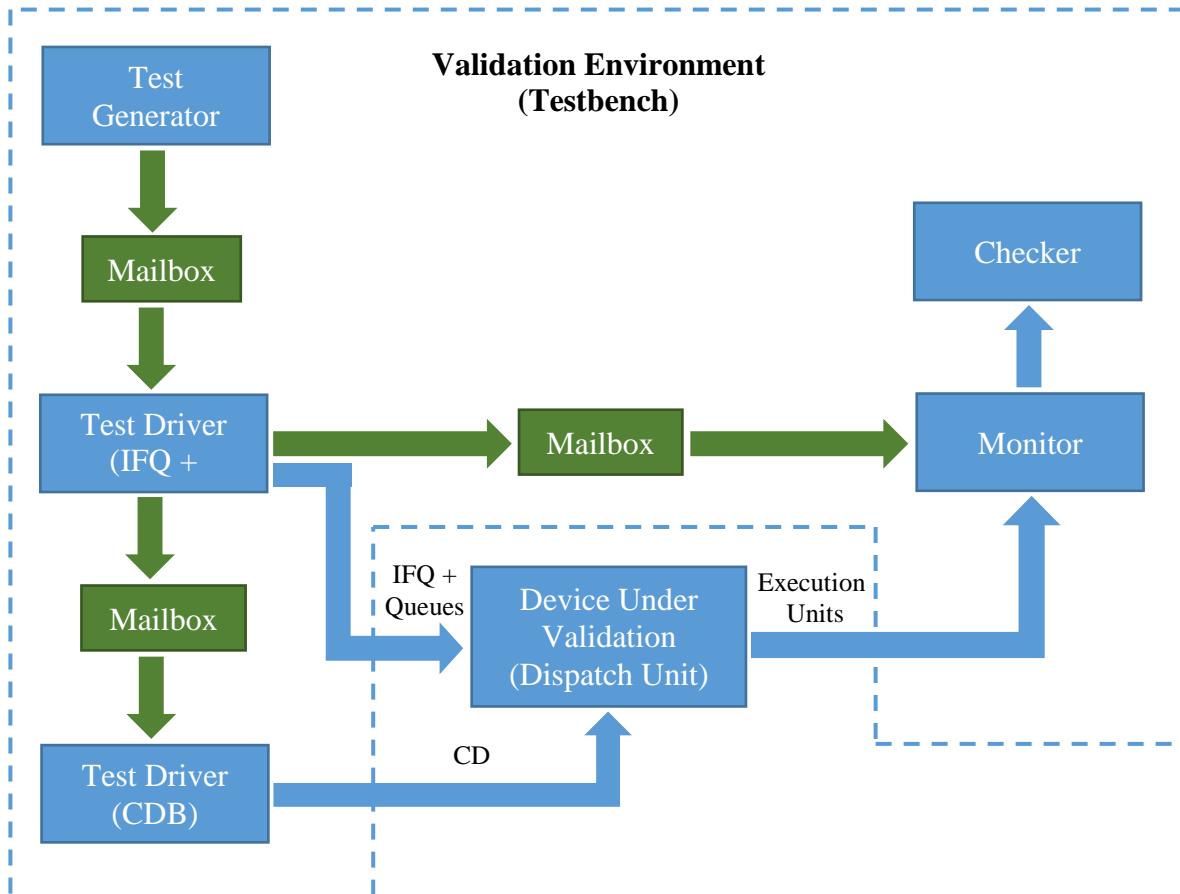 Validation Environment
(Testbench)
Test
Generator
Mailbox
Checker
Test Driver
(IFQ +
Mailbox
Monitor
Mailbox
IFQ +
Queues
Device Under
Validation
(Dispatch Unit)
Execution
Units
Test Driver
(CDB)
CD